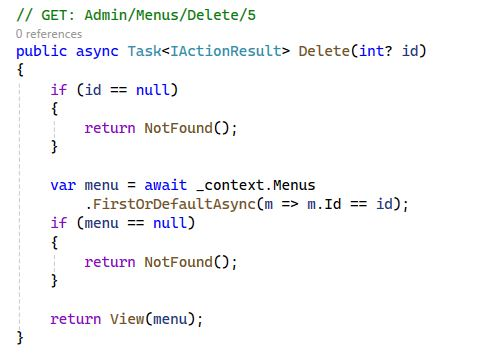 // GET: Admin/Menus/Delete/5
0 references
public async Task<IActionResult> Delete(int? id)
{
    if (id == null)
    {
        return NotFound();
    }

    var menu = await _context.Menus
        .FirstOrDefaultAsync(m => m.Id == id);
    if (menu == null)
    {
        return NotFound();
    }

    return View(menu);
}